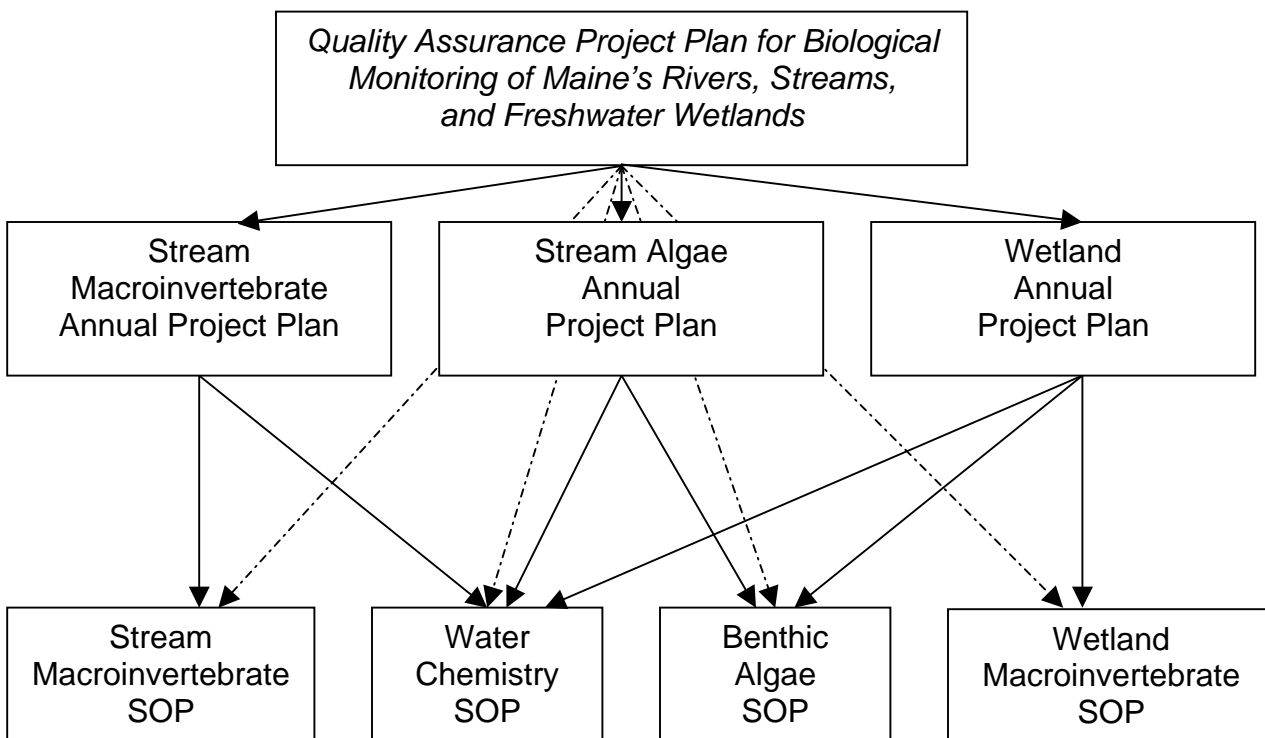 Quality Assurance Project Plan for Biological
Monitoring of Maine’s Rivers, Streams,
and Freshwater Wetlands
Stream
Macroinvertebrate
Annual Project Plan
Stream Algae
Annual
Project Plan
Wetland
Annual
Project Plan
Stream
Macroinvertebrate
SOP
Water
Chemistry
SOP
Benthic
Algae
SOP
Wetland
Macroinvertebrate
SOP